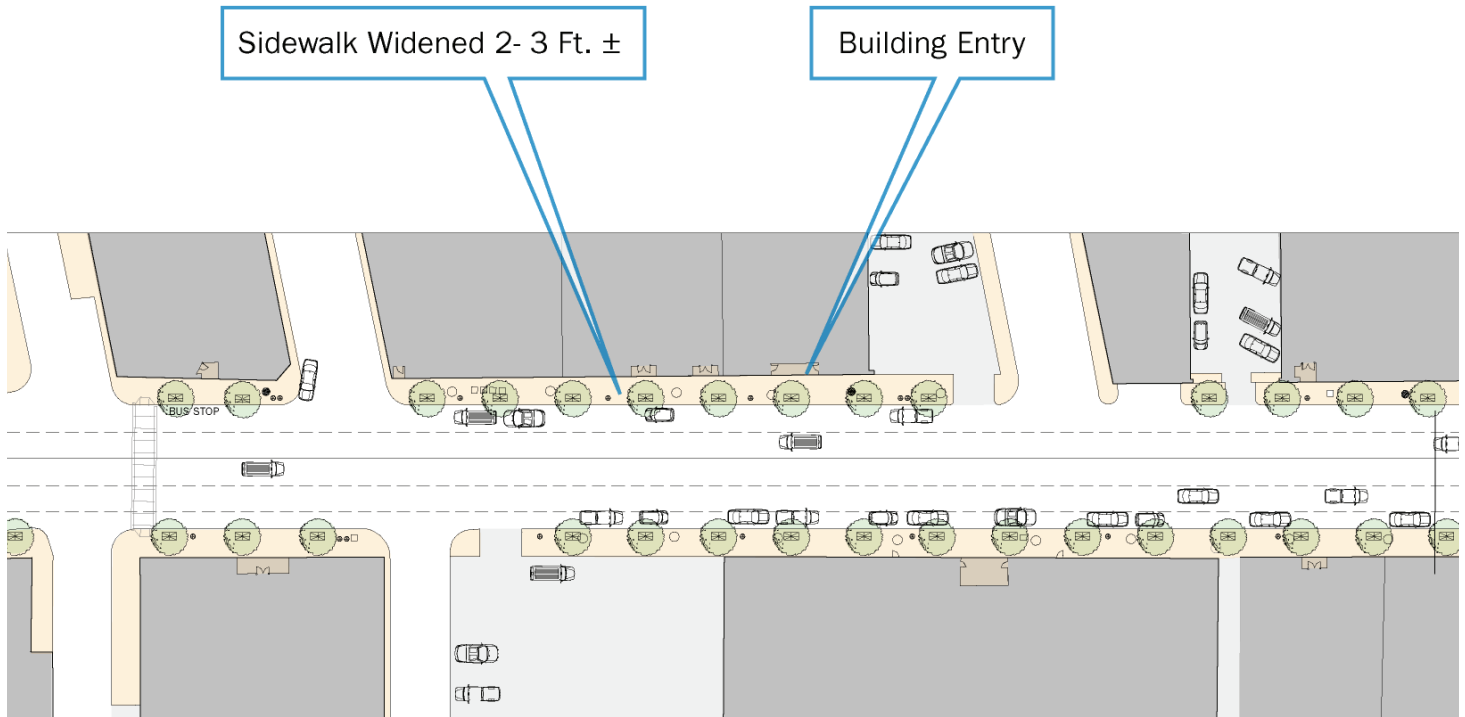 Sidewalk Widened 2- 3 Ft. ±
Building Entry
BUS STOP